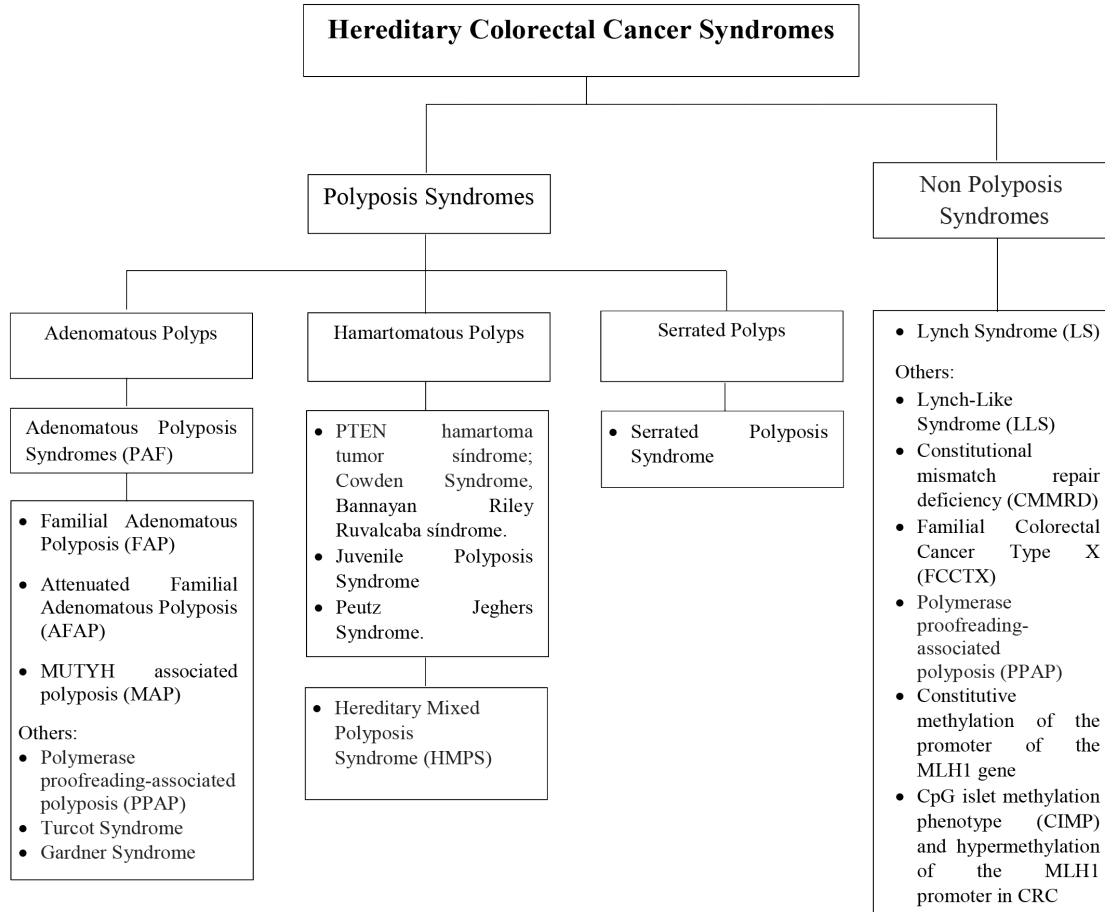 Hereditary Colorectal Cancer Syndromes
Polyposis Syndromes
Non Polyposis
Syndromes
Adenomatous Polyps
Hamartomatous Polyps
Serrated Polyps
Adenomatous Polyposis
Syndromes (PAF)
• Familial Adenomatous
Polyposis (FAP)
• Attenuated Familial
Adenomatous Polyposis
(AFAP)
• MUTYH associated
polyposis (MAP)
Others:
• Polymerase
proofreading-associated
polyposis (PPAP)
• Turcot Syndrome
• Gardner Syndrome
• PTEN hamartoma
tumor síndrome;
Cowden Syndrome,
Bannayan Riley
Ruvalcaba síndrome.
• Juvenile Polyposis
Syndrome
• Peutz Jeghers
Syndrome.
• Hereditary Mixed
Polyposis
Syndrome (HMPS)
• Serrated Polyposis
Syndrome
• Lynch Syndrome (LS)
Others:
• Lynch-Like
Syndrome (LLS)
• Constitutional
mismatch repair
deficiency (CMMRD)
• Familial Colorectal
Cancer Type X
(FCCTX)
• Polymerase
proofreading-
associated
polyposis (PPAP)
• Constitutive
methylation of the
promoter of the
MLH1 gene
• CpG islet methylation
phenotype (CIMP)
and hypermethylation
of the MLH1
promoter in CRC